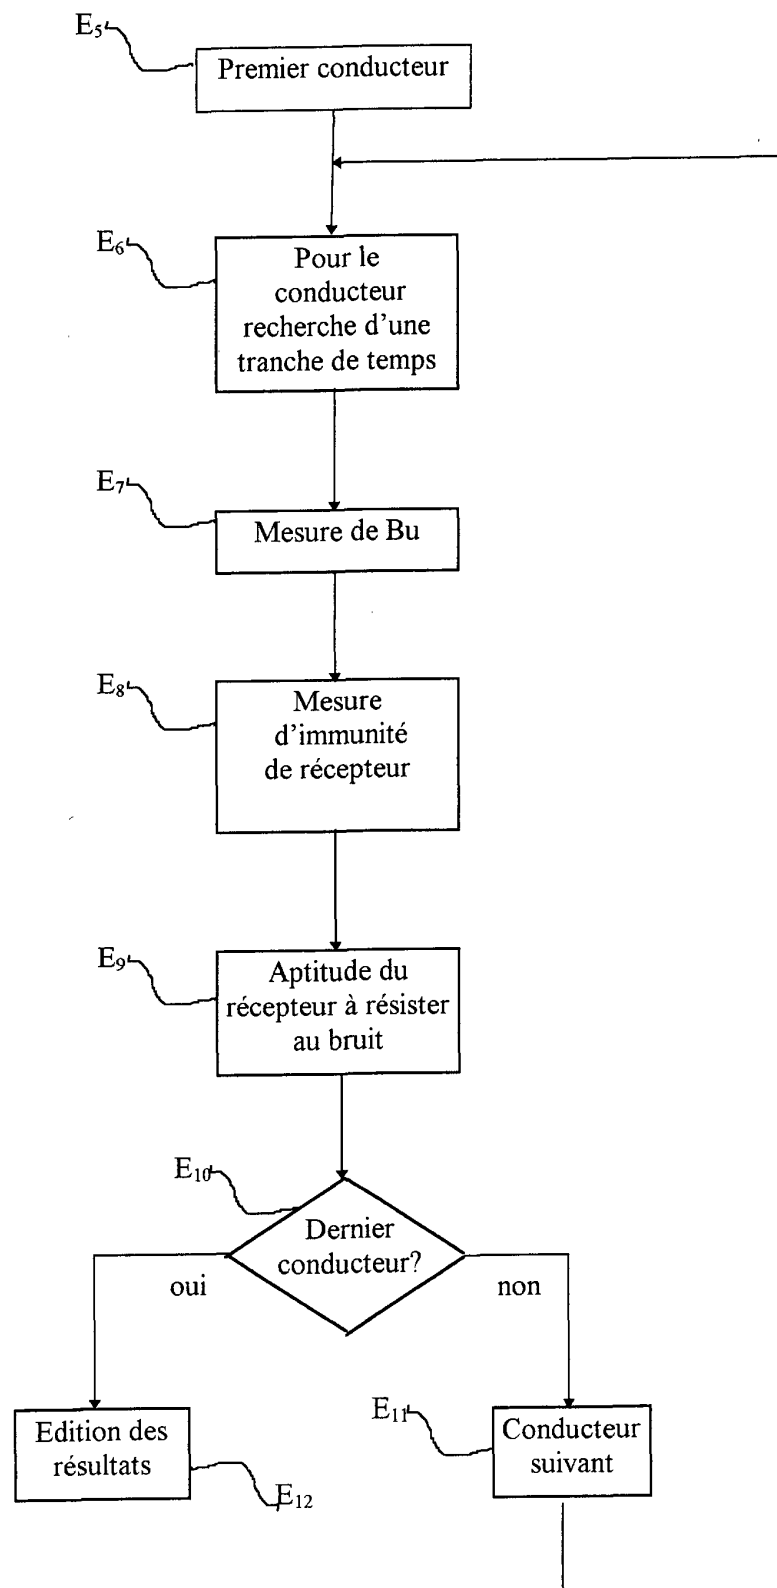 E5
Premier conducteur
E6
Pour le
conducteur
recherche d'une
tranche de temps
E7
Mesure de Bu
E8
Mesure
d'immunité
de récepteur
E9
Aptitude du
récepteur à résister
au bruit
E10
Dernier
conducteur?
oui
non
E11
Edition des
résultats
Conducteur
suivant
E12